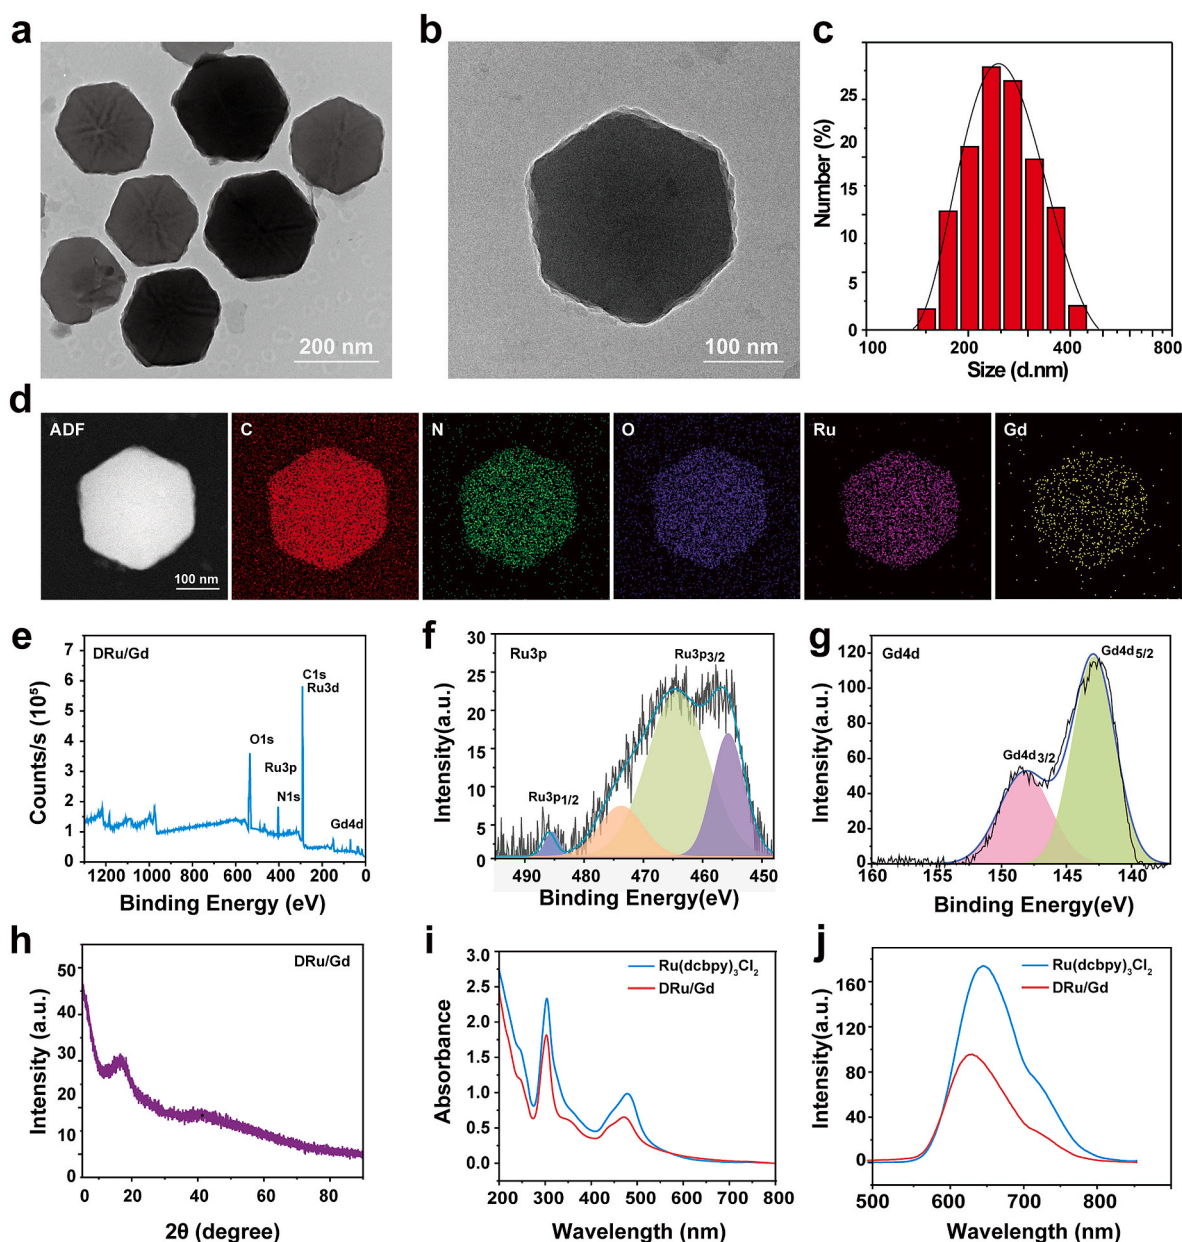 a
200 nm
b
100 nm
c
Number (%)
25
20
15
10
5
0
100
200
400
800
Size (d.nm)
d
ADF
100 nm
C
N
O
Ru
Gd
e
DRu/Gd
C1s
Ru3d
O1s
Ru3p
N1s
Gd4d
Counts/s (10⁵)
7
6
5
4
3
2
1
0
1200 1000 800 600 400 200 0
Binding Energy (eV)
f
Ru3p
Ru3p3/2
Ru3p1/2
Intensity(a.u.)
30
25
20
15
10
5
0
490 480 470 460 450
Binding Energy(eV)
g
Gd4d
Gd4d5/2
Gd4d3/2
Intensity(a.u.)
120
100
80
60
40
20
0
160 155 150 145 140
Binding Energy(eV)
h
DRu/Gd
Intensity (a.u.)
50
40
30
20
10
0
0 20 40 60 80
2θ (degree)
i
Ru(dcbpy)₃Cl₂
DRu/Gd
Absorbance
3.0
2.5
2.0
1.5
1.0
0.5
0.0
200 300 400 500 600 700 800
Wavelength (nm)
j
Ru(dcbpy)₃Cl₂
DRu/Gd
Intensity(a.u.)
160
120
80
40
0
500 600 700 800
Wavelength (nm)